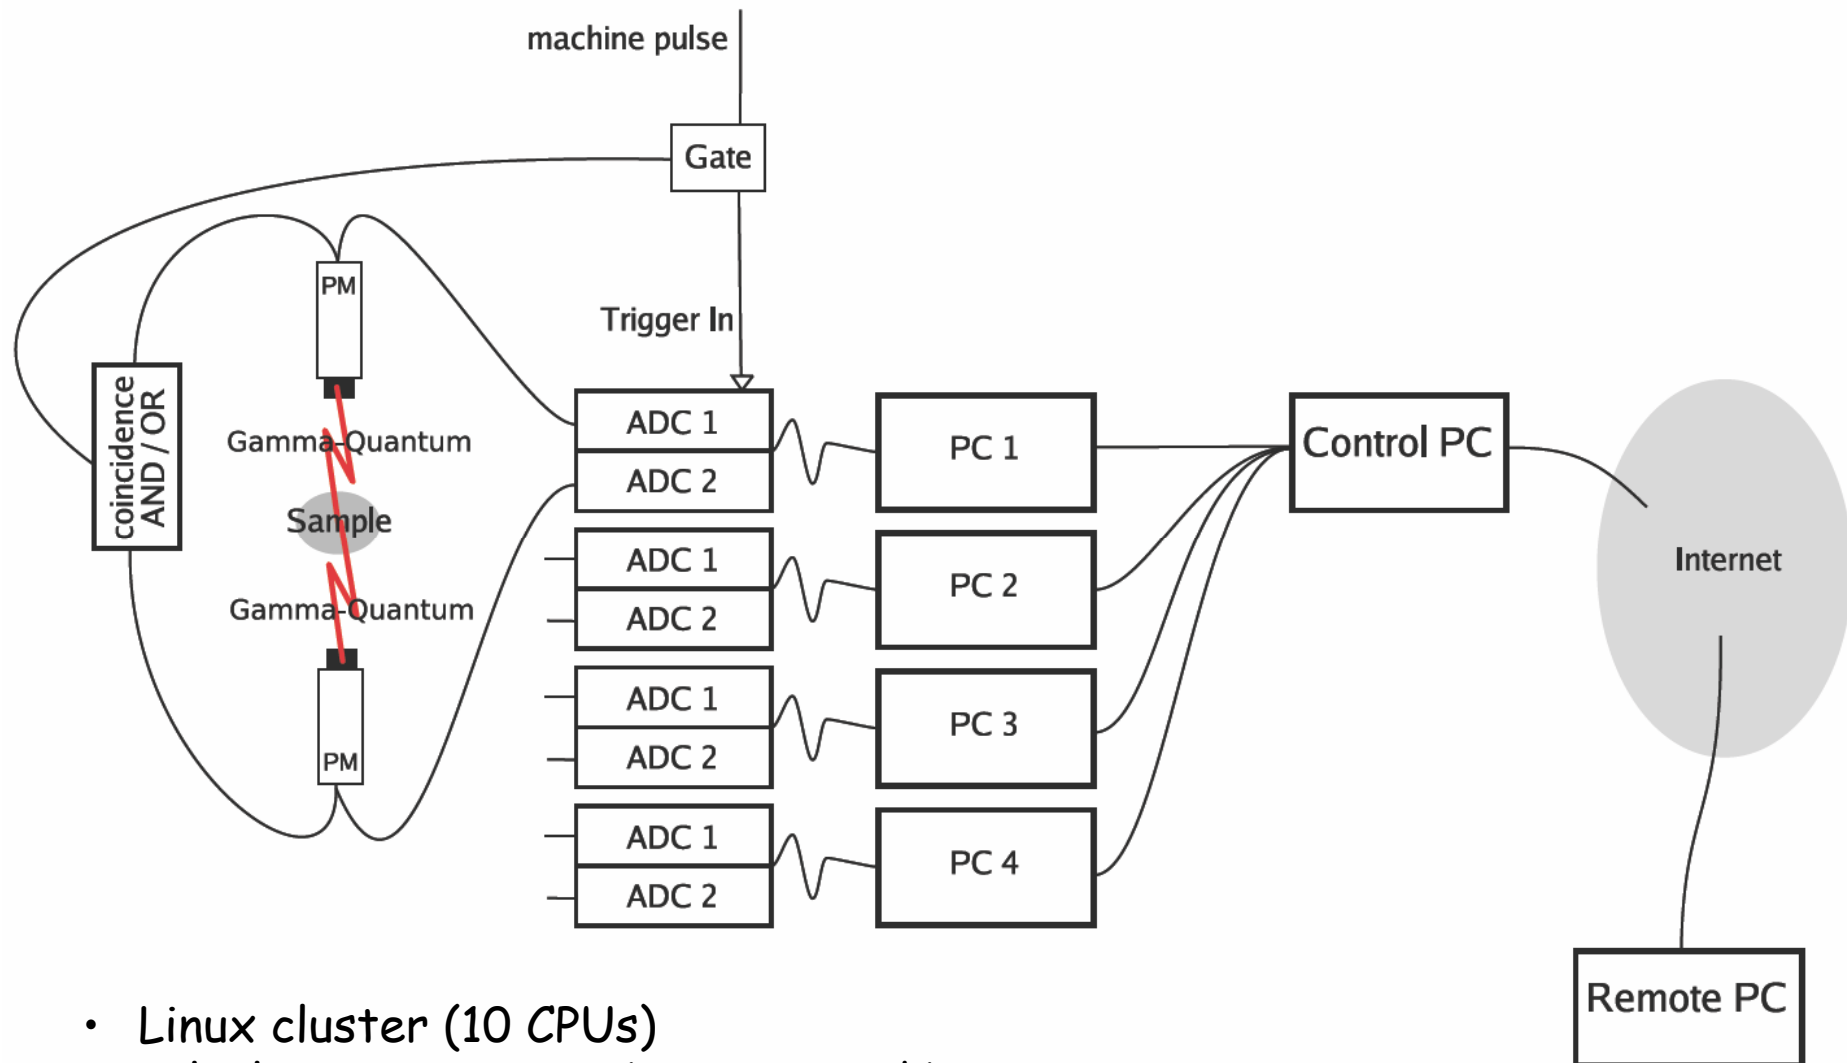 machine pulse
Gate
PM
Trigger In
coincidence
AND / OR
Gamma-Quantum
Sample
Gamma-Quantum
PM
ADC 1
ADC 2
PC 1
ADC 1
ADC 2
PC 2
ADC 1
ADC 2
PC 3
ADC 1
ADC 2
PC 4
Control PC
Internet
Remote PC
• Linux cluster (10 CPUs)